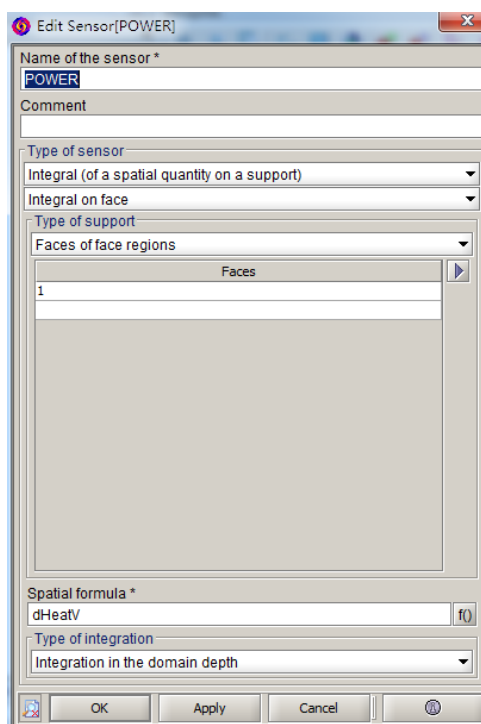 Edit Sensor[POWER]
Name of the sensor *
POWER
Comment
Type of sensor
Integral (of a spatial quantity on a support)
Integral on face
Type of support
Faces of face regions
Faces
1
Spatial formula *
dHeatV
f()
Type of integration
Integration in the domain depth
OK
Apply
Cancel